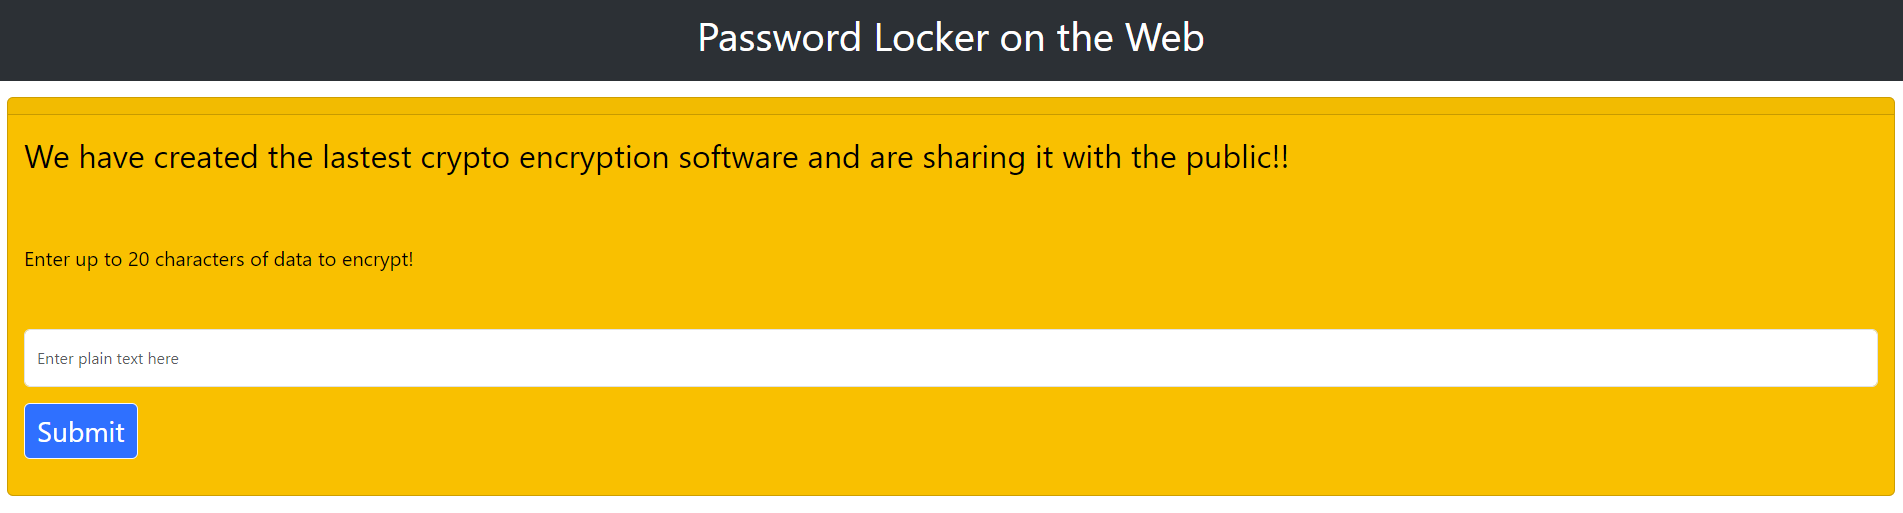 Password Locker on the Web
We have created the lastest crypto encryption software and are sharing it with the public!!
Enter up to 20 characters of data to encrypt!
Enter plain text here
Submit